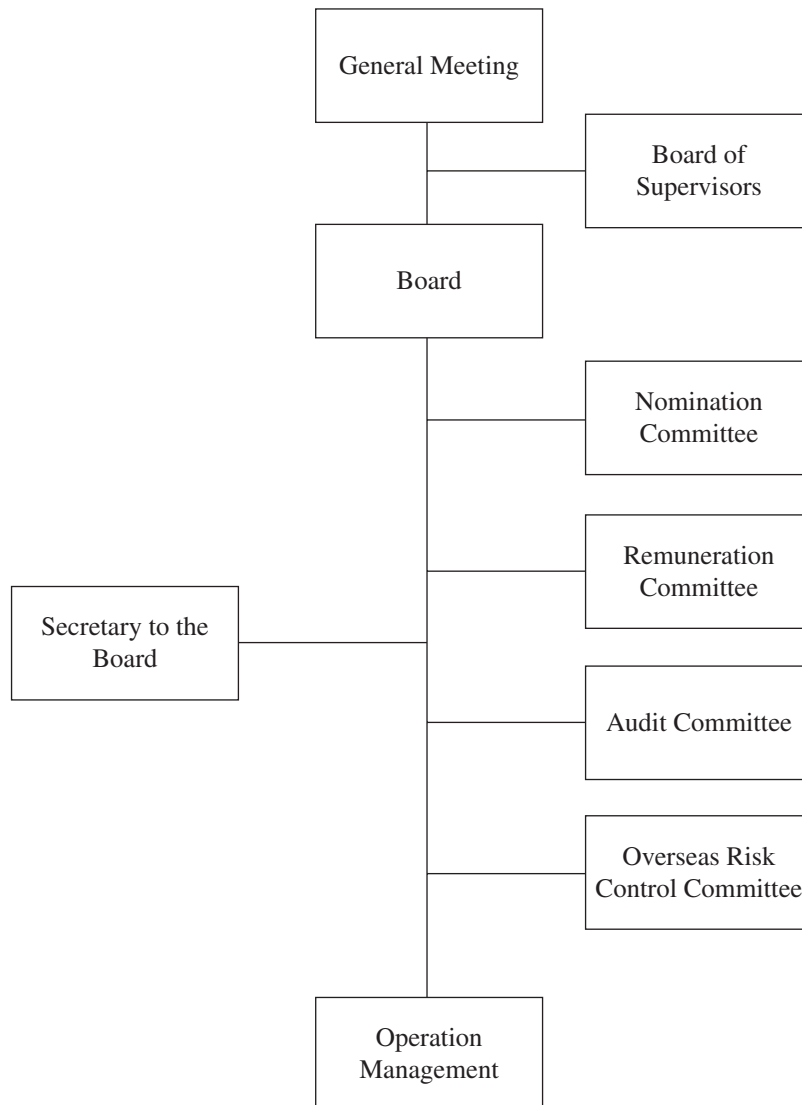 General Meeting
Board of
Supervisors
Board
Nomination
Committee
Remuneration
Committee
Secretary to the
Board
Audit Committee
Overseas Risk
Control Committee
Operation
Management